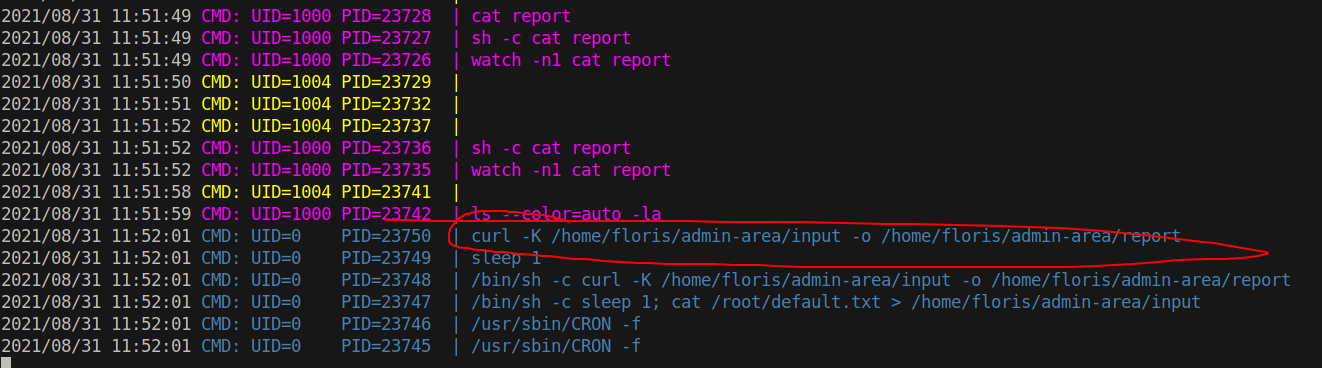 2021/08/31 11:51:49 CMD: UID=1000 PID=23728 | cat report
2021/08/31 11:51:49 CMD: UID=1000 PID=23727 | sh -c cat report
2021/08/31 11:51:49 CMD: UID=1000 PID=23726 | watch -n1 cat report
2021/08/31 11:51:50 CMD: UID=1004 PID=23729 |
2021/08/31 11:51:51 CMD: UID=1004 PID=23732 |
2021/08/31 11:51:52 CMD: UID=1004 PID=23737 |
2021/08/31 11:51:52 CMD: UID=1000 PID=23736 | sh -c cat report
2021/08/31 11:51:52 CMD: UID=1000 PID=23735 | watch -n1 cat report
2021/08/31 11:51:58 CMD: UID=1004 PID=23741 |
2021/08/31 11:51:59 CMD: UID=1000 PID=23742 | ls --color=auto -la
2021/08/31 11:52:01 CMD: UID=0    PID=23750 | curl -K /home/floris/admin-area/input -o /home/floris/admin-area/report
2021/08/31 11:52:01 CMD: UID=0    PID=23749 | sleep 1
2021/08/31 11:52:01 CMD: UID=0    PID=23748 | /bin/sh -c curl -K /home/floris/admin-area/input -o /home/floris/admin-area/report
2021/08/31 11:52:01 CMD: UID=0    PID=23747 | /bin/sh -c sleep 1; cat /root/default.txt > /home/floris/admin-area/input
2021/08/31 11:52:01 CMD: UID=0    PID=23746 | /usr/sbin/CRON -f
2021/08/31 11:52:01 CMD: UID=0    PID=23745 | /usr/sbin/CRON -f